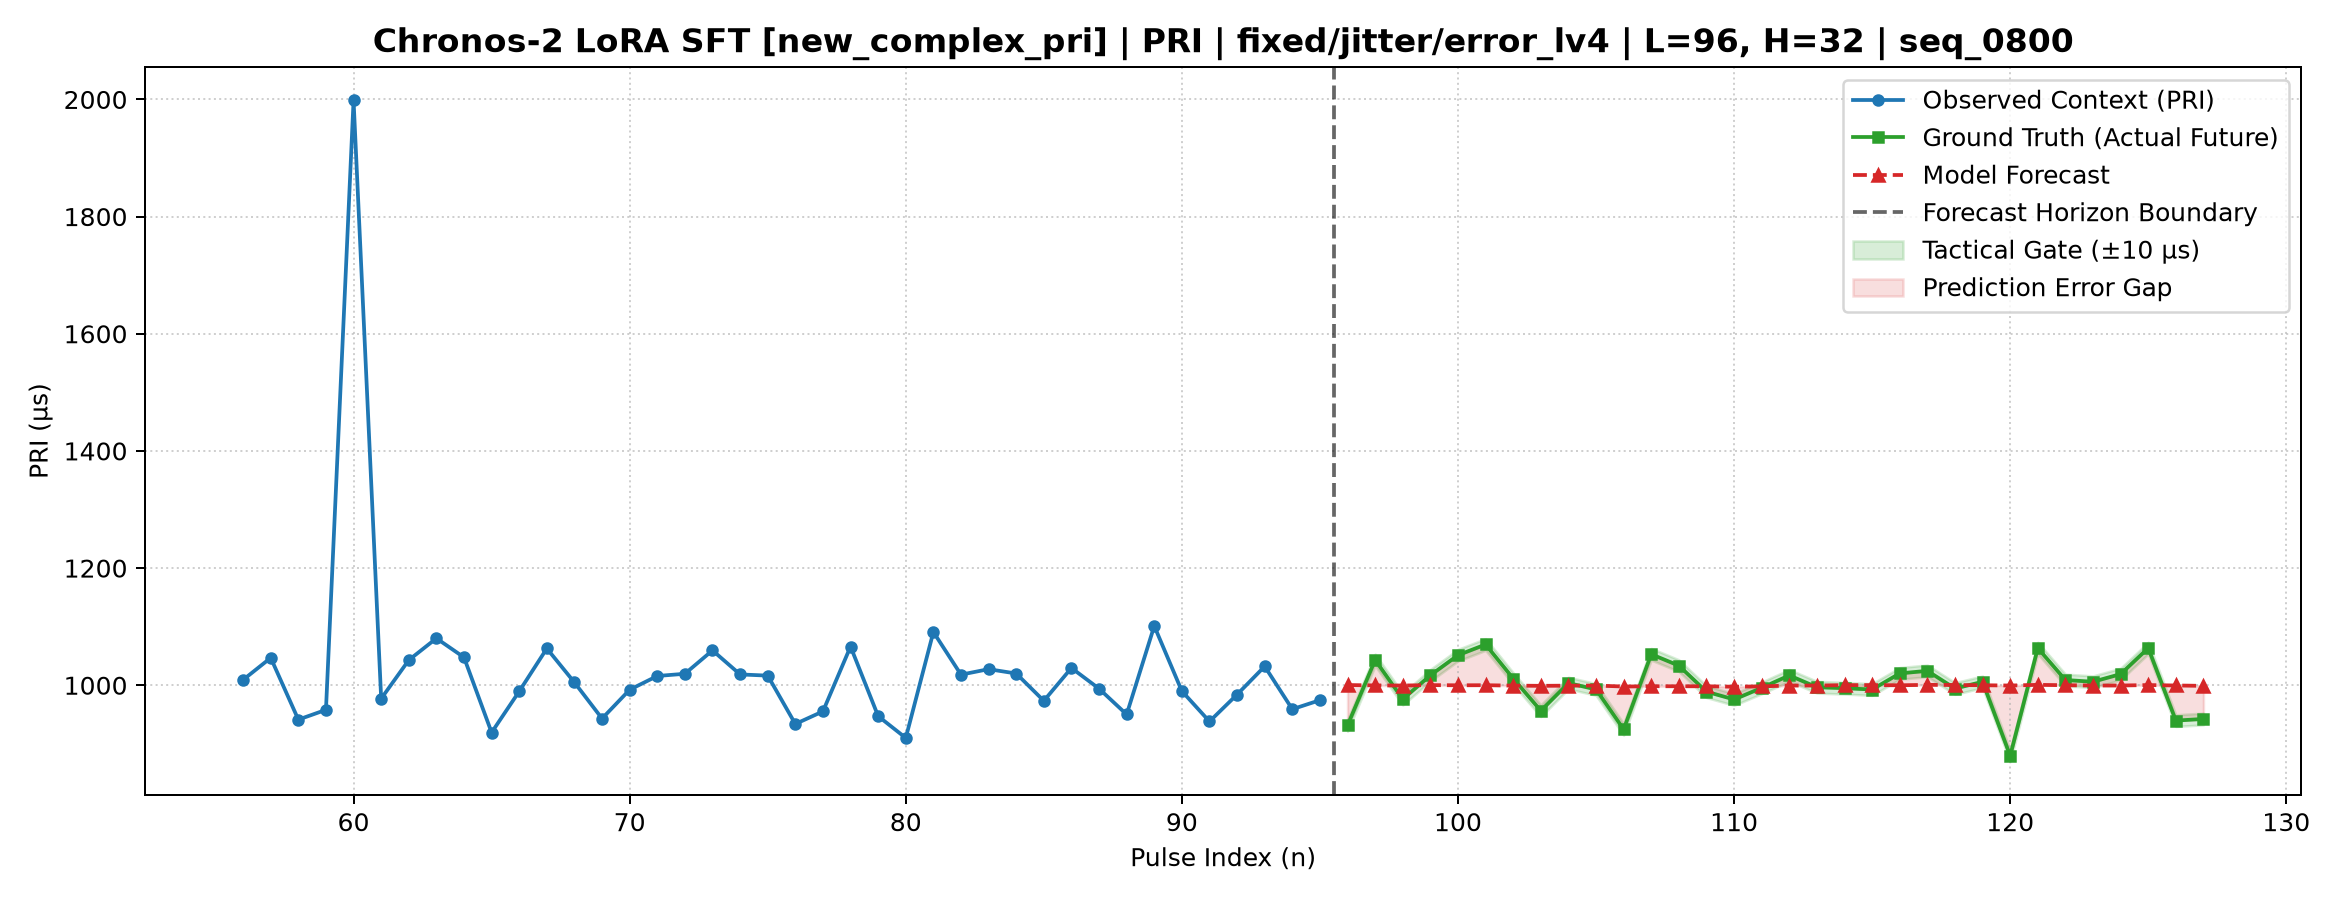 Chronos-2 LoRA SFT [new_complex_pri] | PRI | fixed/jitter/error_lv4 | L=96, H=32 | seq_0800
Observed Context (PRI)
Ground Truth (Actual Future)
Model Forecast
Forecast Horizon Boundary
Tactical Gate (±10 μs)
Prediction Error Gap
PRI (μs)
2000
1800
1600
1400
1200
1000
60 70 80 90 100 110 120 130
Pulse Index (n)